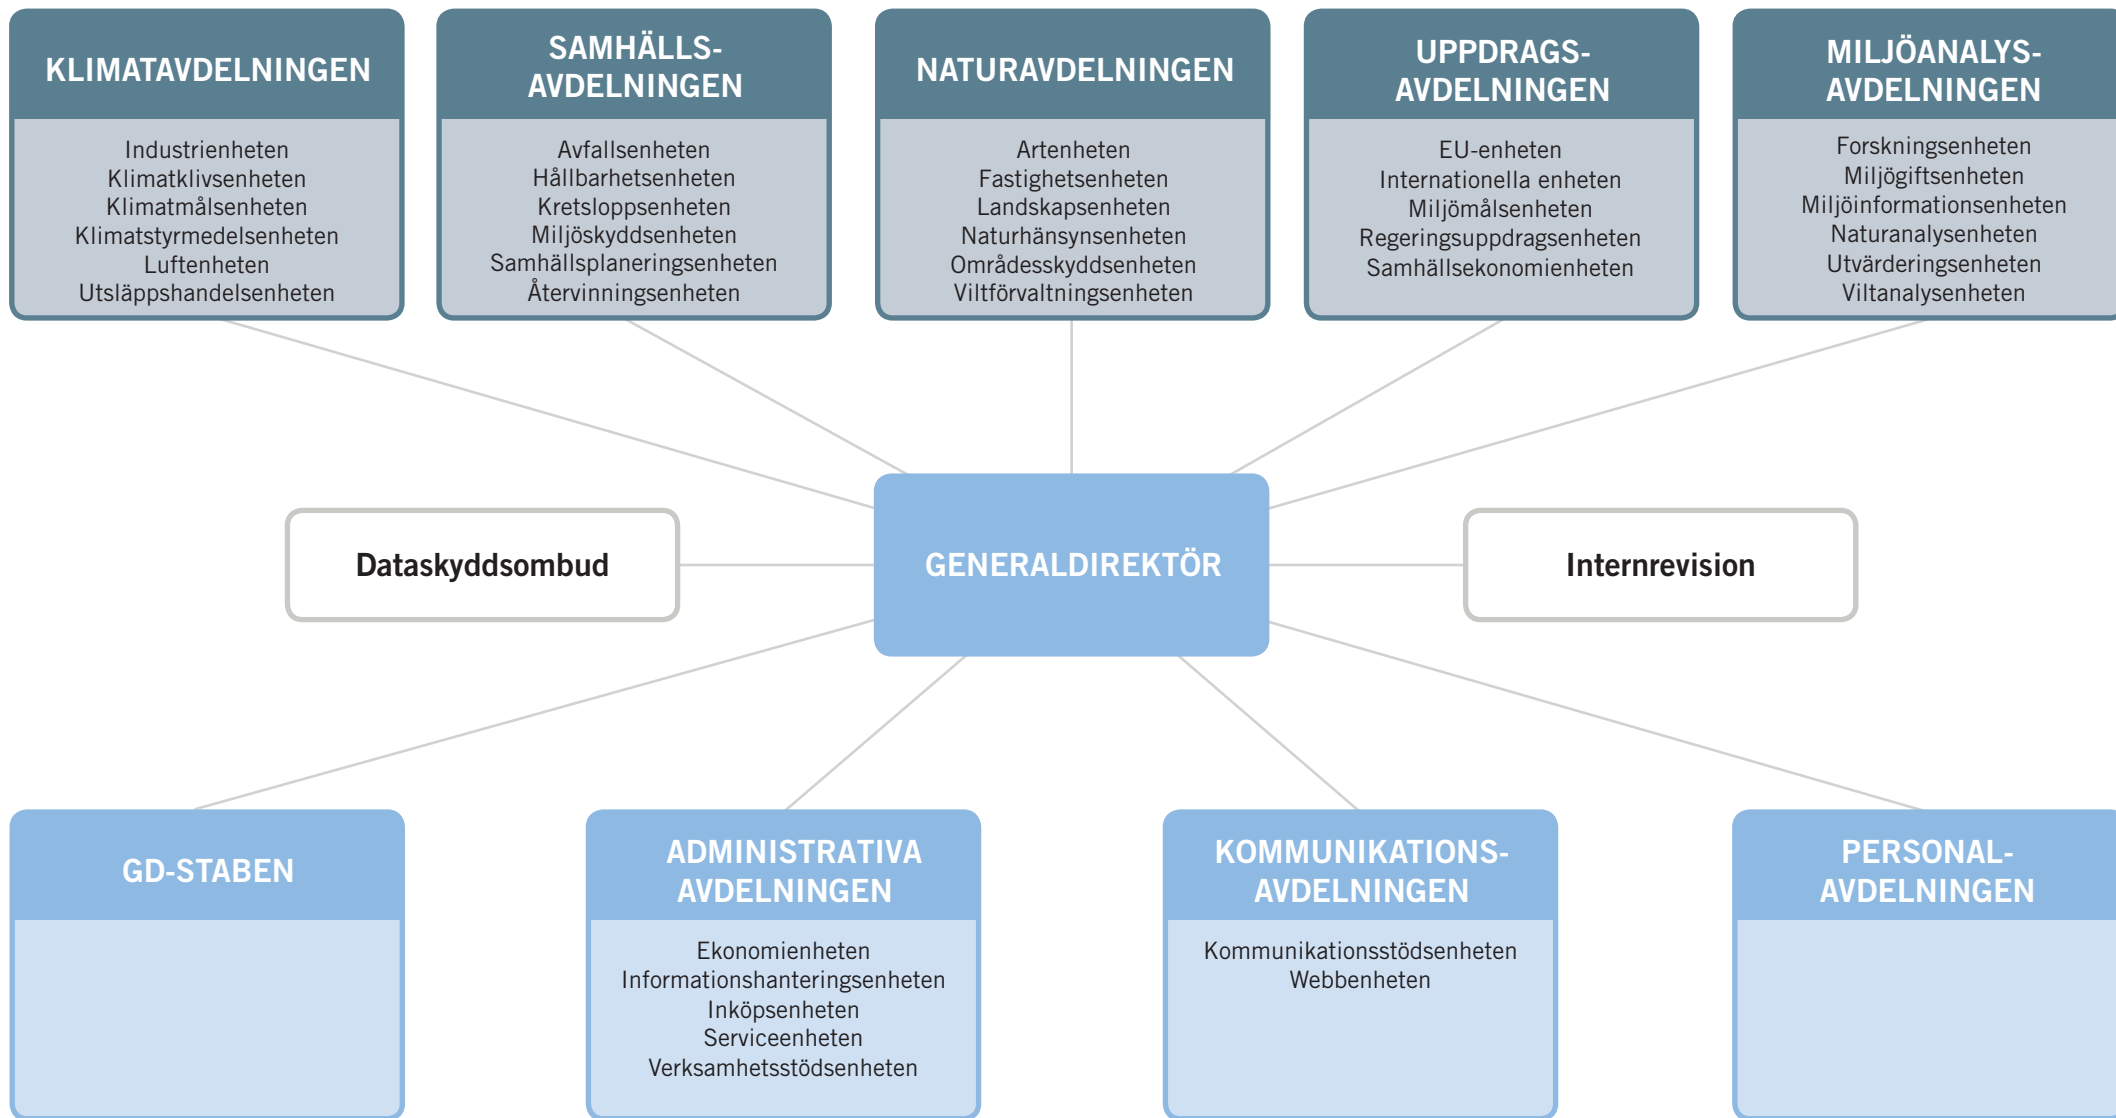 KLIMATAVDELNINGEN
Industrienheten
Klimatklivsenheten
Klimatmålsenheten
Klimatstyrmedelsenheten
Luftenheten
Utsläppshandelsenheten
SAMHÄLLS-
AVDELNINGEN
Avfallsenheten
Hållbarhetsenheten
Kretsloppsenheten
Miljöskyddsenheten
Samhällsplaneringsenheten
Återvinningsenheten
NATURAVDELNINGEN
Artenheten
Fastighetsenheten
Landskapsenheten
Naturhänsynsenheten
Områdesskyddsenheten
Viltförvaltningsenheten
UPPDRAGS-
AVDELNINGEN
EU-enheten
Internationella enheten
Miljömålsenheten
Regeringsuppdragsenheten
Samhällsekonomienheten
MILJÖANALYS-
AVDELNINGEN
Forskningsenheten
Miljögiftsenheten
Miljöinformationsenheten
Naturanalysenheten
Utvärderingsenheten
Viltanalysenheten
Dataskyddsombud
GENERALDIREKTÖR
Internrevision
GD-STABEN
ADMINISTRATIVA
AVDELNINGEN
Ekonomienheten
Informationshanteringsenheten
Inköpsenheten
Serviceenheten
Verksamhetsstödsenheten
KOMMUNIKATIONS-
AVDELNINGEN
Kommunikationsstödsenheten
Webbenheten
PERSONAL-
AVDELNINGEN